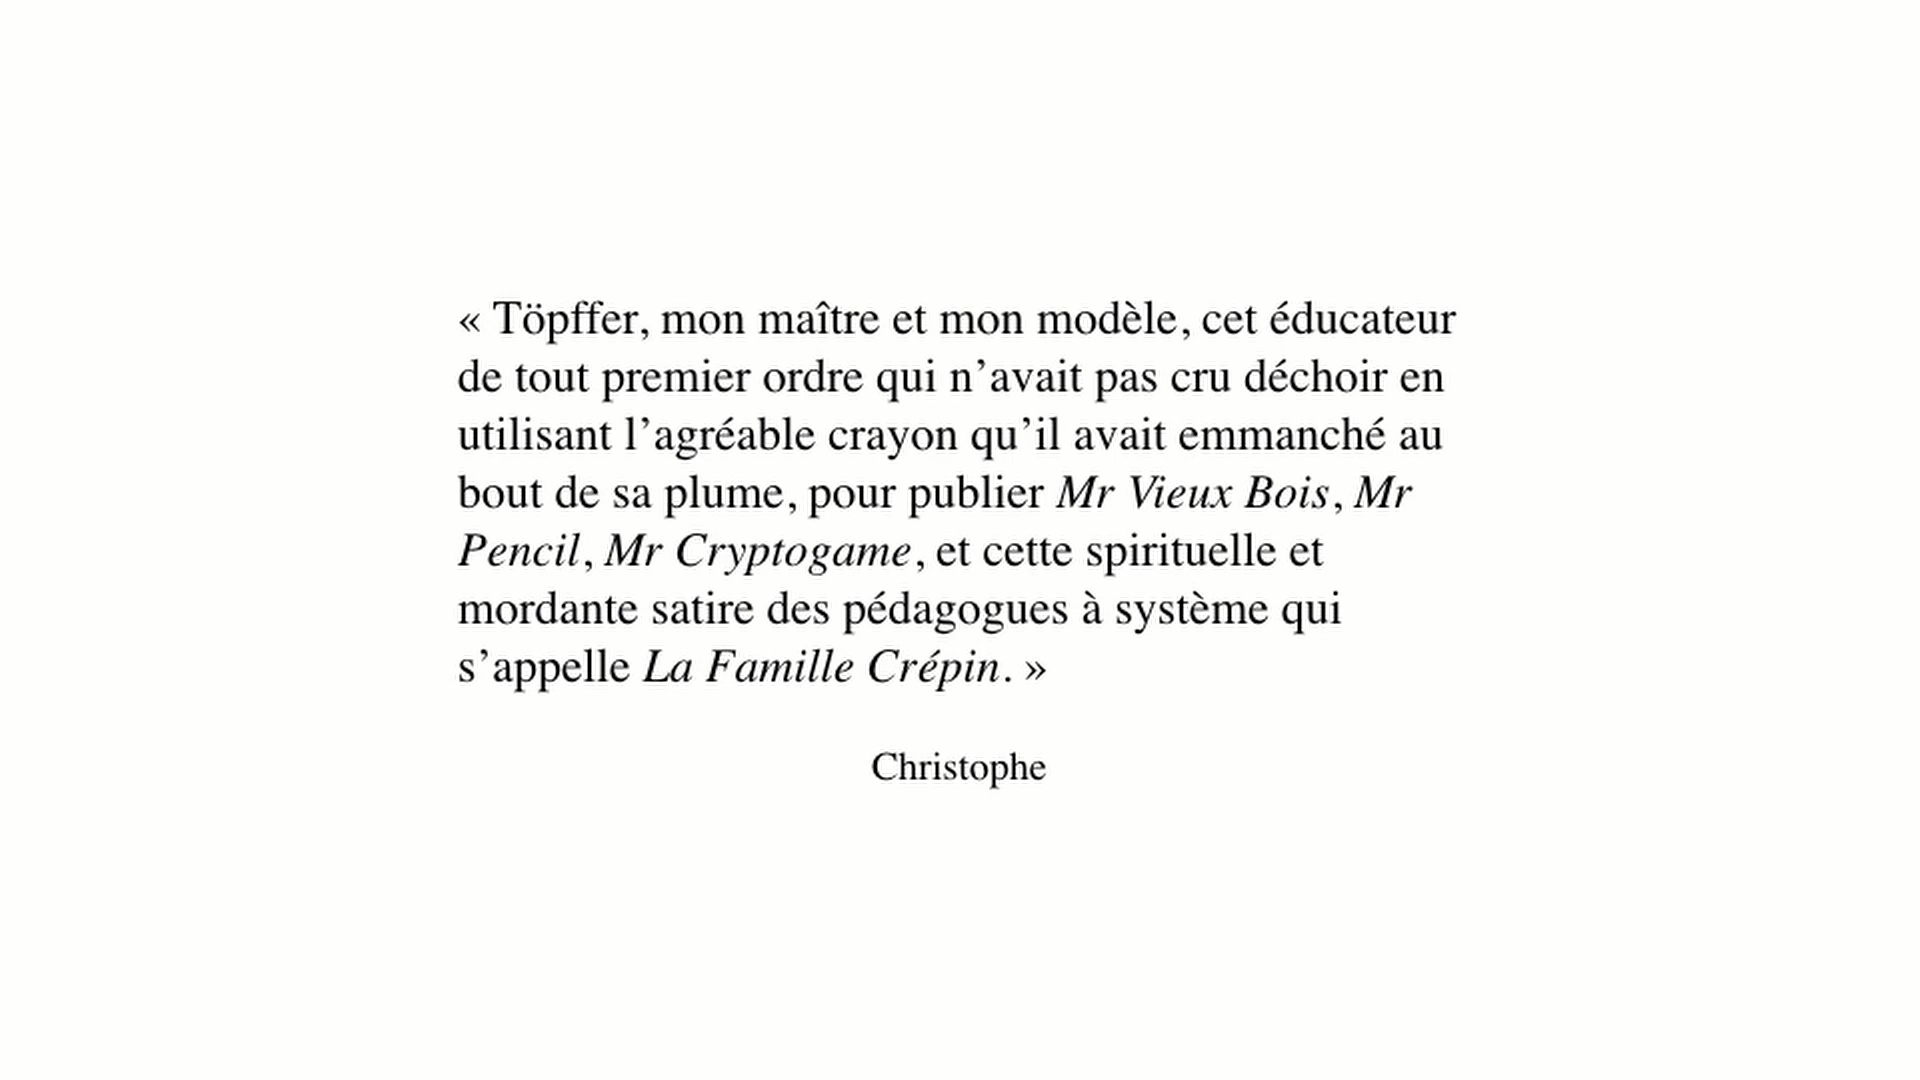 « Töpffer, mon maître et mon modèle, cet éducateur
de tout premier ordre qui n’avait pas cru déchoir en
utilisant l’agréable crayon qu’il avait emmanché au
bout de sa plume, pour publier Mr Vieux Bois, Mr
Pencil, Mr Cryptogame, et cette spirituelle et
mordante satire des pédagogues à système qui
s’appelle La Famille Crépin. »
Christophe